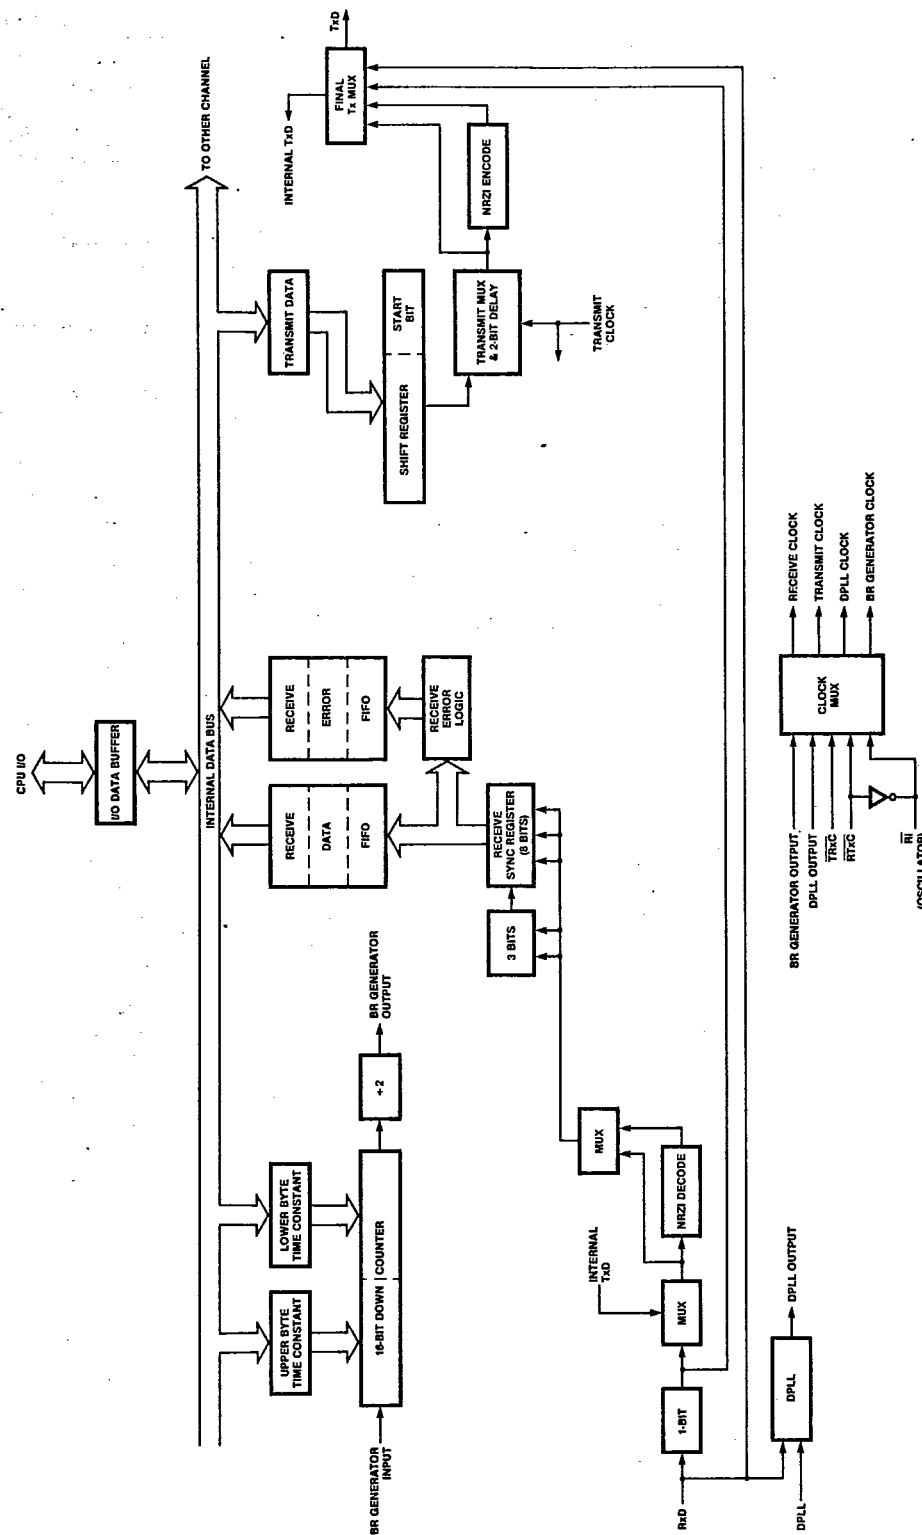 CPU I/O
I/O DATA BUFFER
INTERNAL DATA BUS
TO OTHER CHANNEL
UPPER BYTE
TIME CONSTANT
LOWER BYTE
TIME CONSTANT
BR GENERATOR
INPUT
16-BIT DOWN COUNTER
÷2
BR GENERATOR
OUTPUT
RECEIVE
DATA
FIFO
RECEIVE
ERROR
FIFO
RECEIVE
ERROR
LOGIC
3 BITS
RECEIVE
SYNC REGISTER
(8 BITS)
TRANSMIT DATA
SHIFT REGISTER
START
BIT
TRANSMIT MUX
& 2-BIT DELAY
TRANSMIT
CLOCK
NRZI ENCODE
INTERNAL TxD
FINAL
Tx MUX
TxD
INTERNAL
TxD
RxD
1-BIT
MUX
NRZI DECODE
MUX
DPLL
DPLL
DPLL OUTPUT
BR GENERATOR OUTPUT
DPLL OUTPUT
TRxC
RTxC
RI
(OSCILLATOR)
CLOCK
MUX
RECEIVE CLOCK
TRANSMIT CLOCK
DPLL CLOCK
BR GENERATOR CLOCK